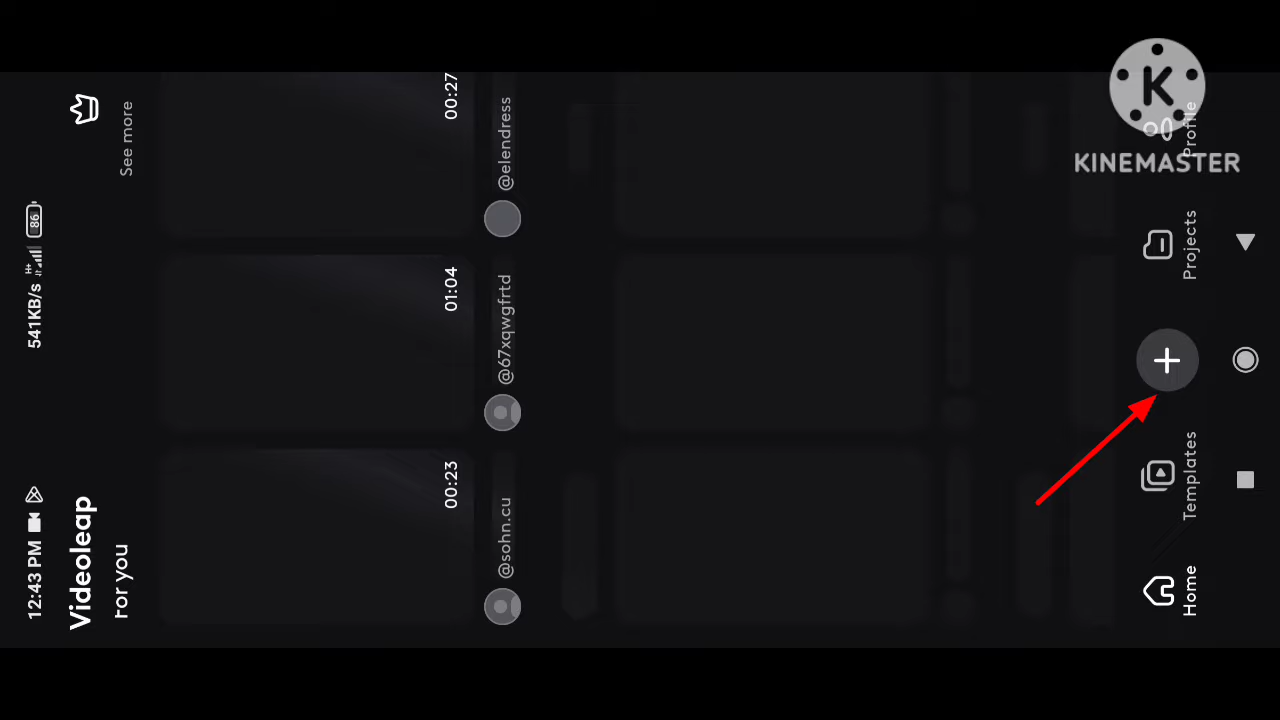 12:43 PM
541KB/s
86
Videoleap
For you
See more
00:23
01:04
00:27
@sohn.cu
@67xqwgfrtd
@elendress
Home
Templates
Projects
Profile
K
KINEMASTER